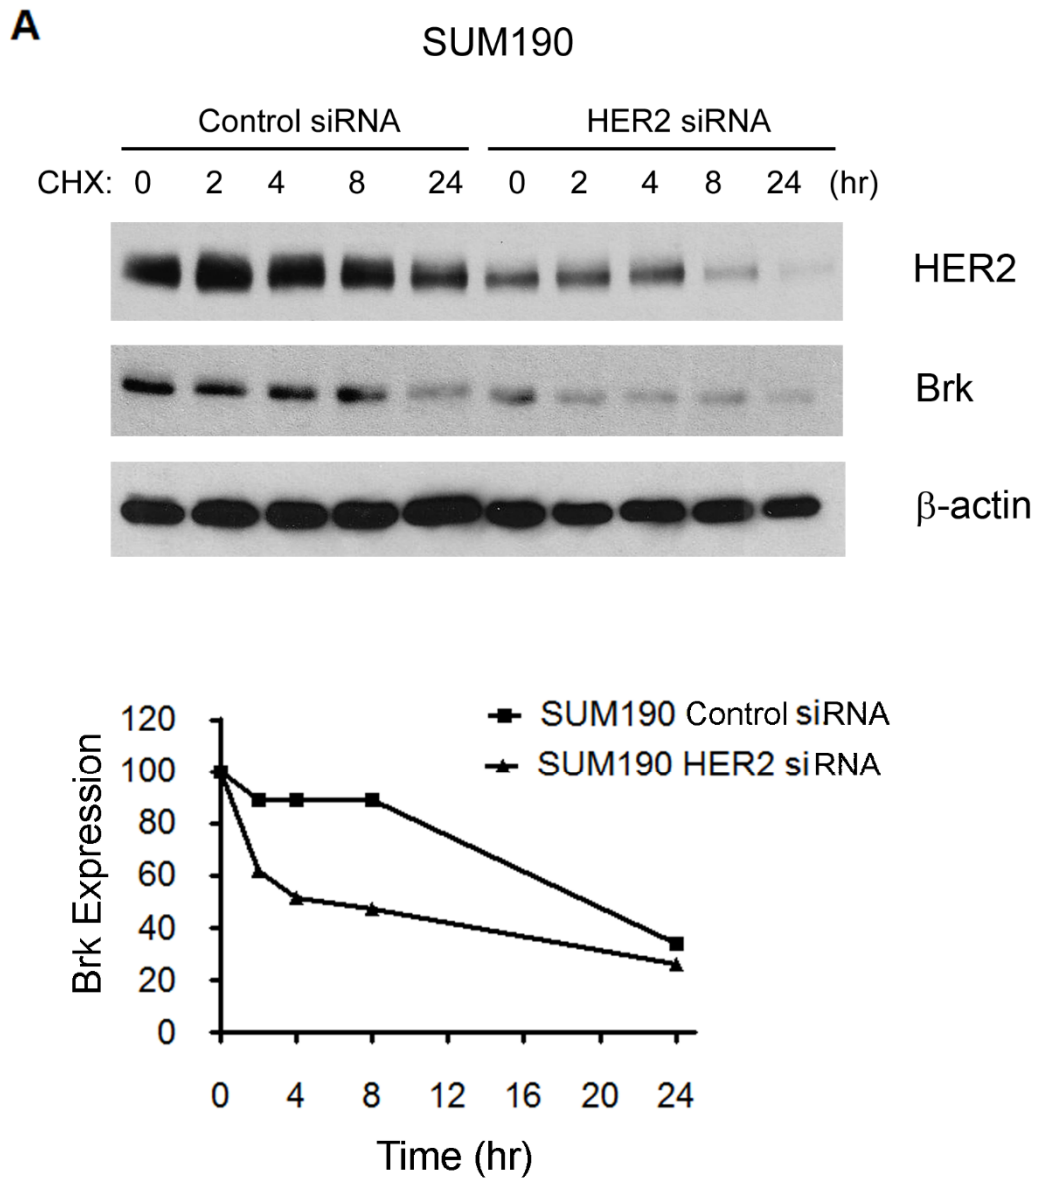 A
SUM190
Control siRNA HER2 siRNA
CHX: 0 2 4 8 24 0 2 4 8 24 (hr)
HER2
Brk
β-actin
SUM190 Control siRNA
SUM190 HER2 siRNA
Brk Expression
120
100
80
60
40
20
0
0 4 8 12 16 20 24
Time (hr)